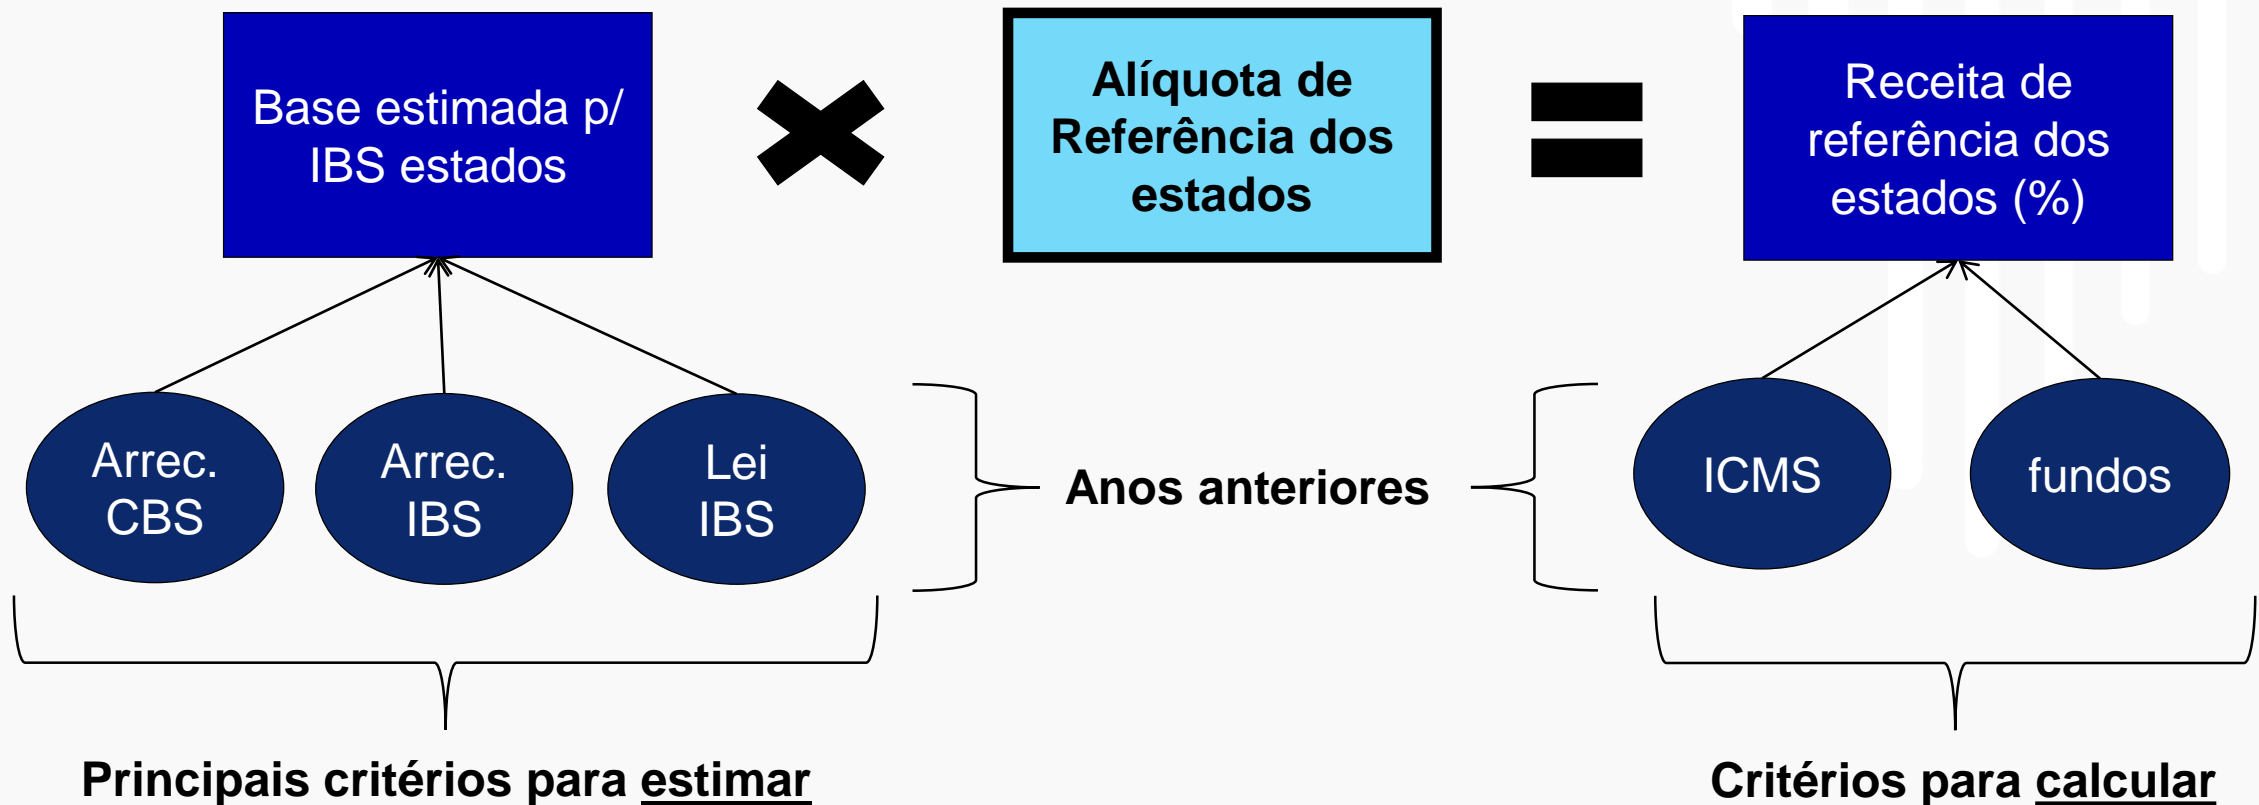 Base estimada p/
IBS estados
Alíquota de
Referência dos
estados
Receita de
referência dos
estados (%)
Arrec.
CBS
Arrec.
IBS
Lei
IBS
Anos anteriores
ICMS
fundos
Principais critérios para estimar
Critérios para calcular